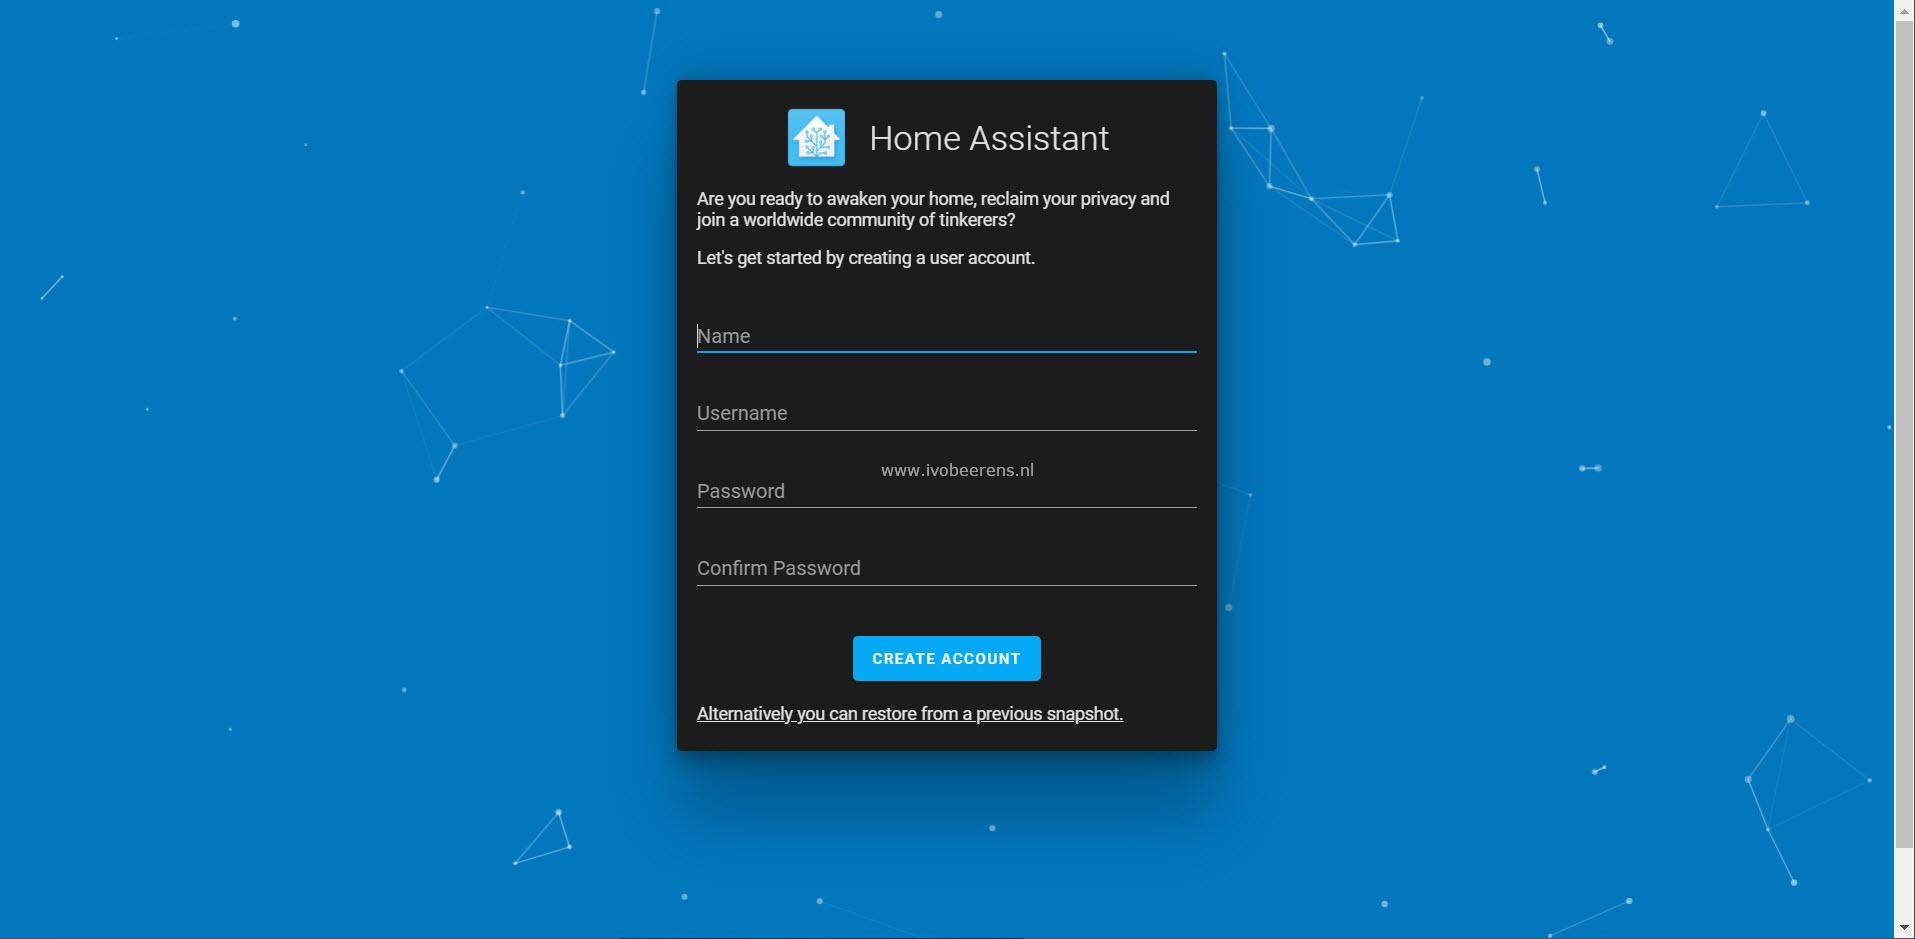 Home Assistant
Are you ready to awaken your home, reclaim your privacy and
join a worldwide community of tinkerers?
Let's get started by creating a user account.
Name
Username
www.ivobeerens.nl
Password
Confirm Password
CREATE ACCOUNT
Alternatively you can restore from a previous snapshot.